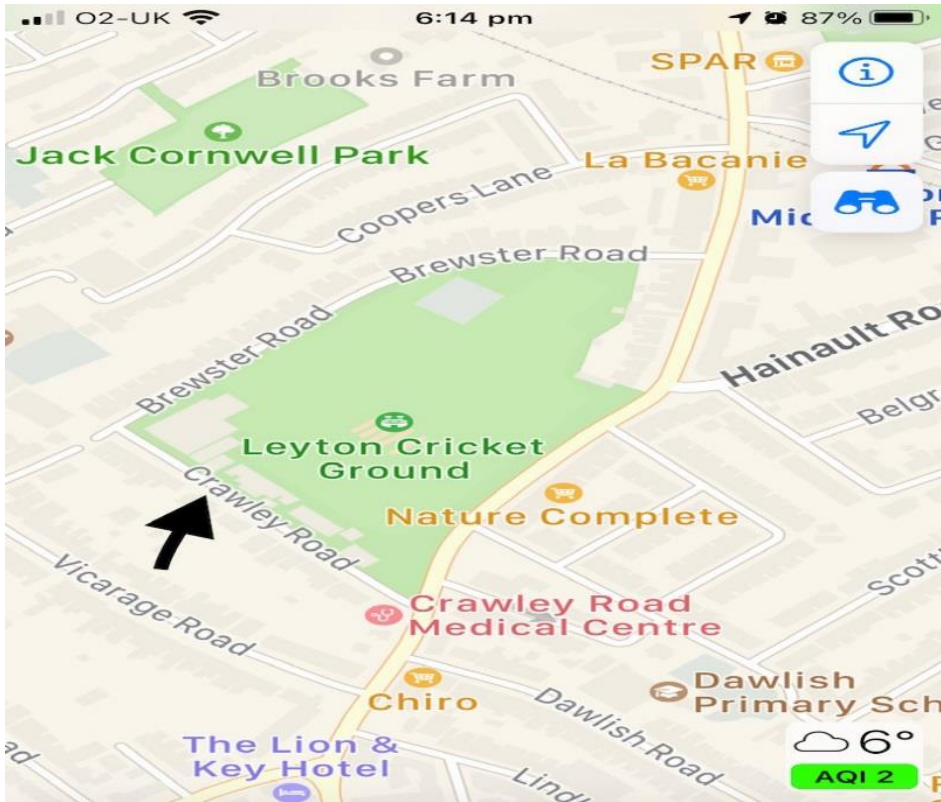 O2-UK
6:14 pm
87%
SPAR
Brooks Farm
Jack Cornwell Park
La Bacanie
Coopers Lane
Brewster Road
Brewster Road
Hainault
Leyton Cricket
Ground
Crawley Road
Nature Complete
Vicarage Road
Crawley Road
Medical Centre
Chiro
Dawlish
Primary
Dawlish Road
The Lion &
Key Hotel
6°
AQI 2